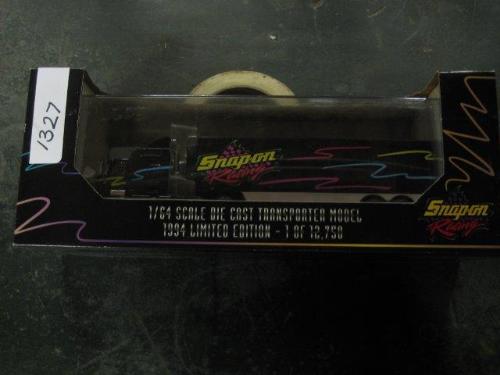 1327
Snap-on
Racing
1/64 SCALE DIE CAST TRANSPORTER MODEL
1994 LIMITED EDITION - 1 OF 12,750
Snap-on
Racing